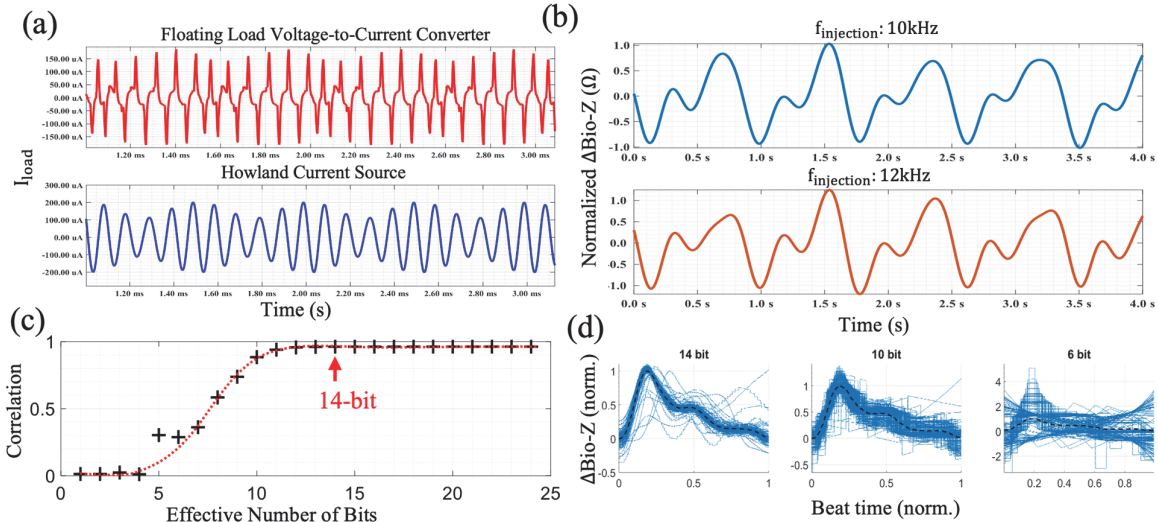 (a)
Floating Load Voltage-to-Current Converter
150.00 uA
100.00 uA
50.00 uA
0.00 uA
-50.00 uA
-100.00 uA
-150.00 uA
1.20 ms 1.40 ms 1.60 ms 1.80 ms 2.00 ms 2.20 ms 2.40 ms 2.60 ms 2.80 ms 3.00 ms
I_load
Howland Current Source
300.00 uA
200.00 uA
100.00 uA
0.00 uA
-100.00 uA
-200.00 uA
1.20 ms 1.40 ms 1.60 ms 1.80 ms 2.00 ms 2.20 ms 2.40 ms 2.60 ms 2.80 ms 3.00 ms
Time (s)
(b)
f_injection: 10kHz
1.0
0.5
0.0
-0.5
-1.0
0.0 s 0.5 s 1.0 s 1.5 s 2.0 s 2.5 s 3.0 s 3.5 s 4.0 s
Normalized ΔBio-Z (Ω)
f_injection: 12kHz
1.0
0.5
0.0
-0.5
-1.0
0.0 s 0.5 s 1.0 s 1.5 s 2.0 s 2.5 s 3.0 s 3.5 s 4.0 s
Time (s)
(c)
1
0.5
0
Correlation
14-bit
0 5 10 15 20 25
Effective Number of Bits
(d)
ΔBio-Z (norm.)
14 bit
1
0.5
0
-0.5
0 0.5 1
10 bit
1
0.5
0
-0.5
0 0.5 1
6 bit
4
2
0
-2
0.2 0.4 0.6 0.8
Beat time (norm.)